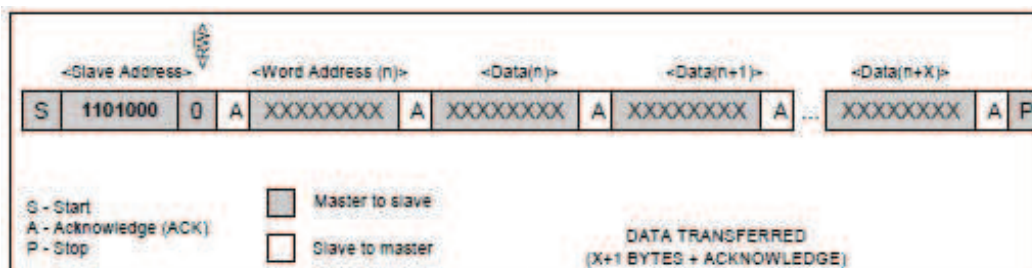 <RW>
<Slave Address> <Word Address (n)> <Data(n)> <Data(n+1)> <Data(n+X)>
S 1101000 0 A XXXXXXXX A XXXXXXXX A XXXXXXXX A ... XXXXXXXX A P
S - Start
A - Acknowledge (ACK)
P - Stop
Master to slave
Slave to master
DATA TRANSFERRED
(X+1 BYTES + ACKNOWLEDGE)